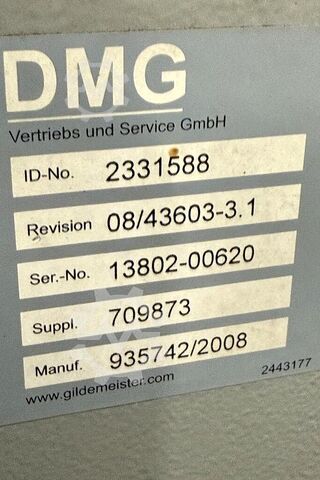 DMG
Vertriebs und Service GmbH
ID-No. 2331588
Revision 08/43603-3.1
Ser.-No. 13802-00620
Suppl. 709873
Manuf. 935742/2008
www.gildemeister.com 2443177